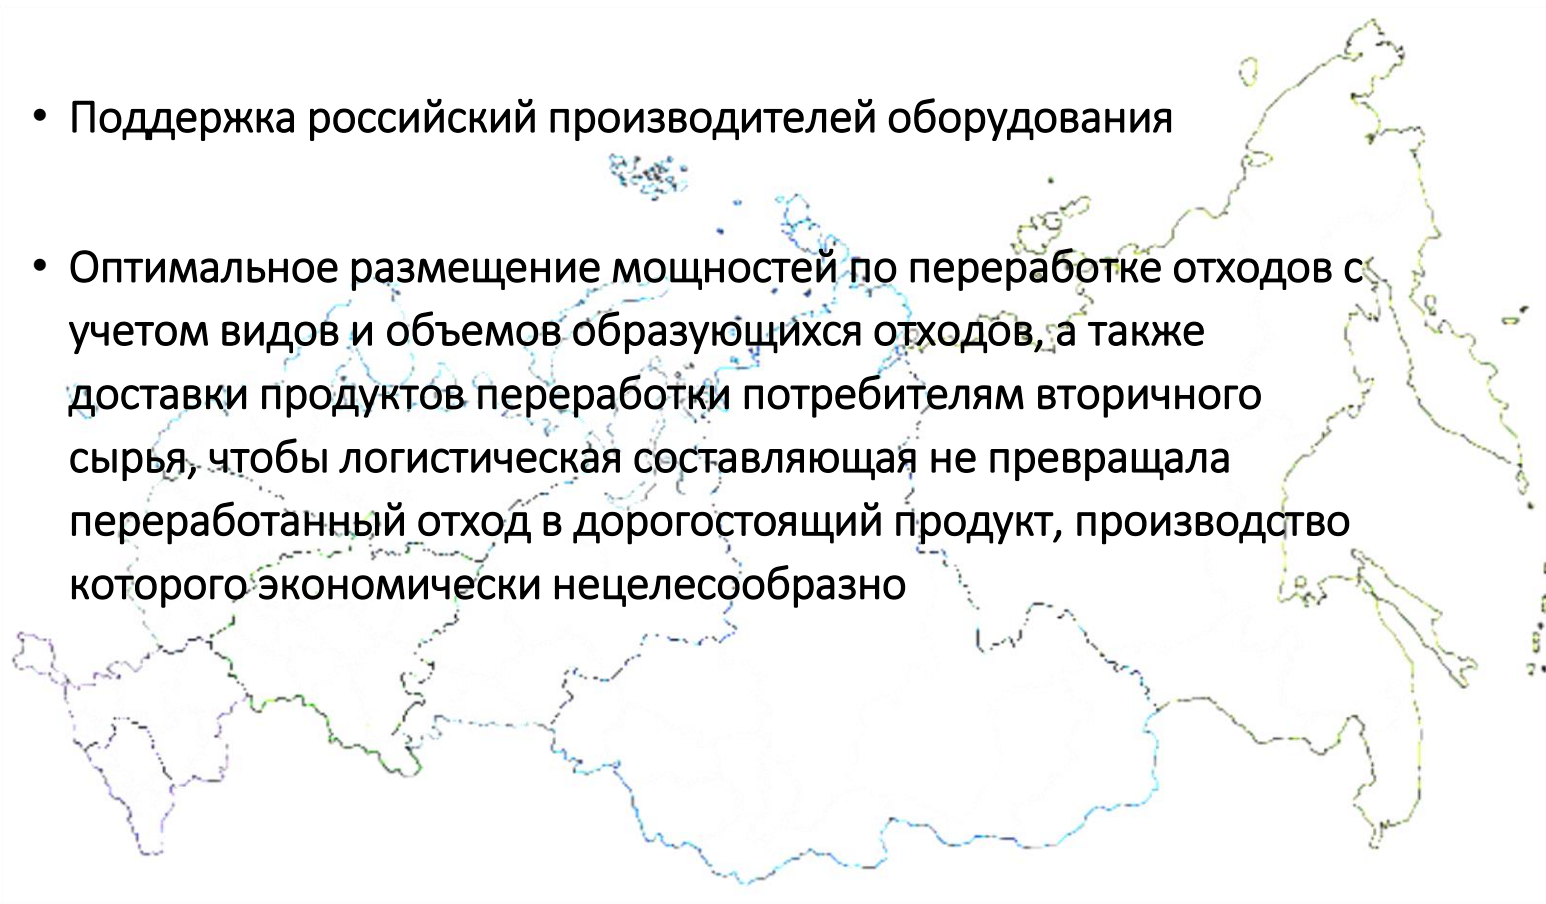 • Поддержка российский производителей оборудования
• Оптимальное размещение мощностей по переработке отходов с
учетом видов и объемов образующихся отходов, а также
доставки продуктов переработки потребителям вторичного
сырья, чтобы логистическая составляющая не превращала
переработанный отход в дорогостоящий продукт, производство
которого экономически нецелесообразно